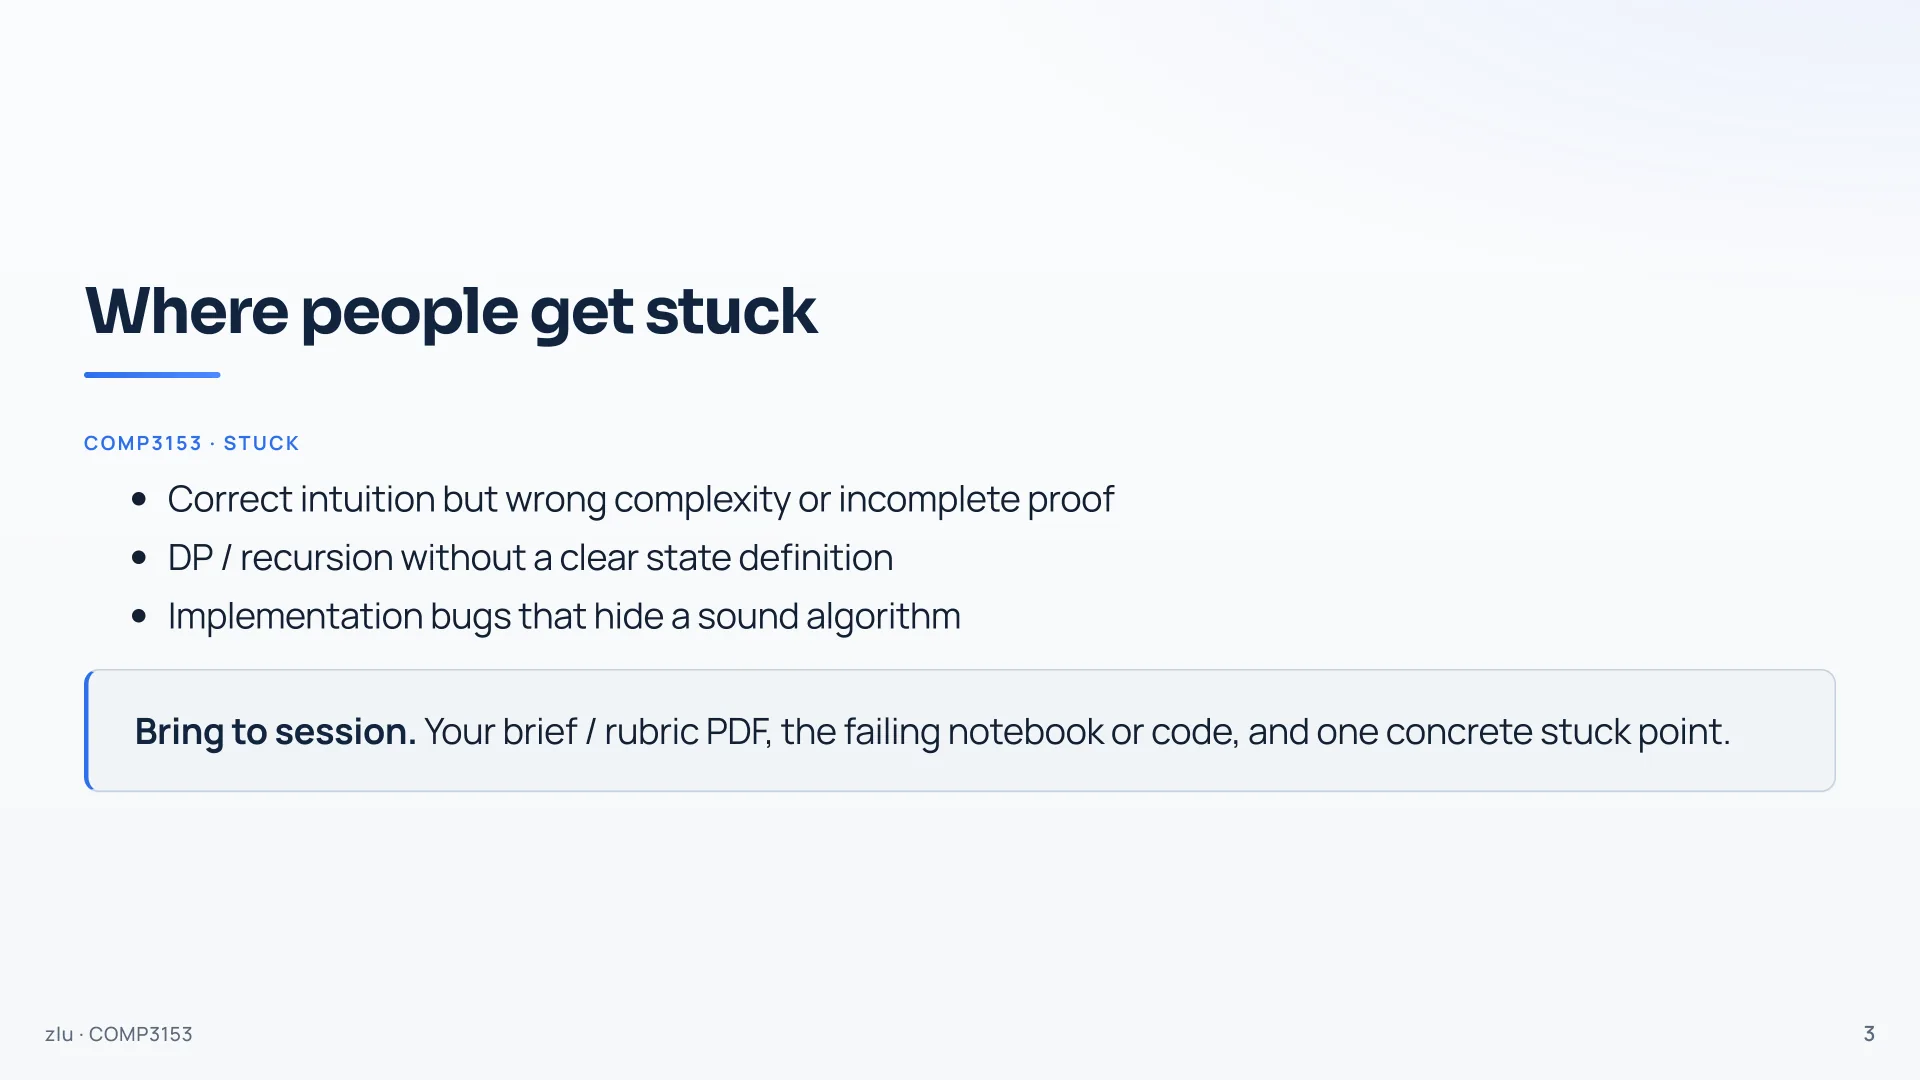 Where people get stuck
COMP3153 · STUCK
• Correct intuition but wrong complexity or incomplete proof
• DP / recursion without a clear state definition
• Implementation bugs that hide a sound algorithm
Bring to session. Your brief / rubric PDF, the failing notebook or code, and one concrete stuck point.
zlu · COMP3153
3